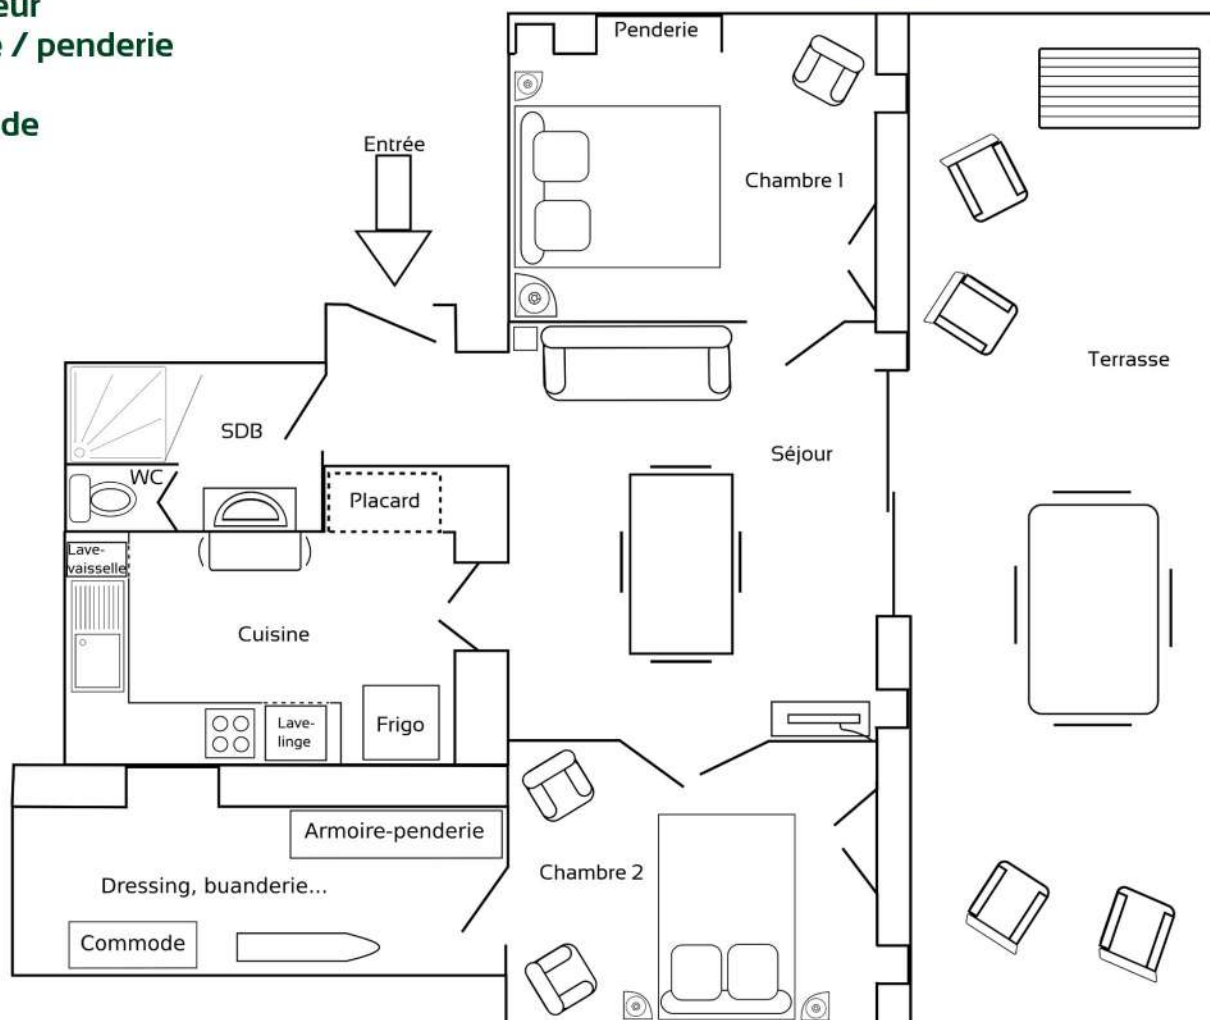 / penderie
de
Penderie
Entrée
Chambre 1
Terrasse
SDB
Séjour
WC
Placard
Lave-
vaisselle
Cuisine
Lave-
linge
Frigo
Armoire-penderie
Chambre 2
Dressing, buanderie...
Commode